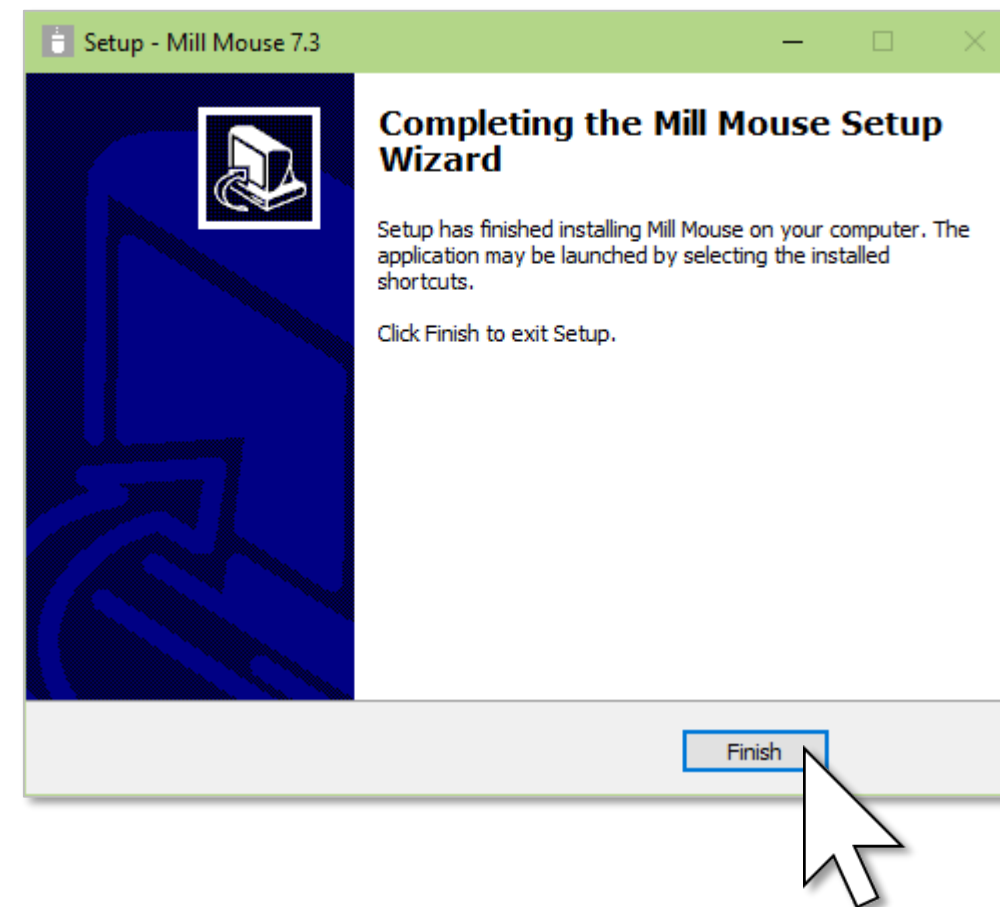 Setup - Mill Mouse 7.3
Completing the Mill Mouse Setup
Wizard
Setup has finished installing Mill Mouse on your computer. The
application may be launched by selecting the installed
shortcuts.
Click Finish to exit Setup.
Finish